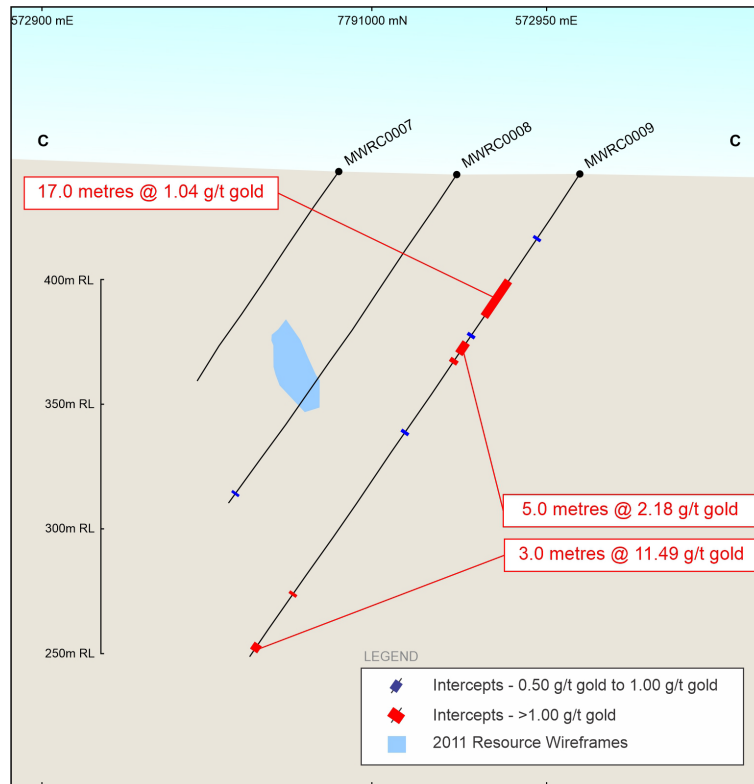 572900 mE
7791000 mN
572950 mE
C
C
MWRC0007
MWRC0008
MWRC0009
17.0 metres @ 1.04 g/t gold
400m RL
350m RL
300m RL
250m RL
5.0 metres @ 2.18 g/t gold
3.0 metres @ 11.49 g/t gold
LEGEND
Intercepts - 0.50 g/t gold to 1.00 g/t gold
Intercepts - >1.00 g/t gold
2011 Resource Wireframes